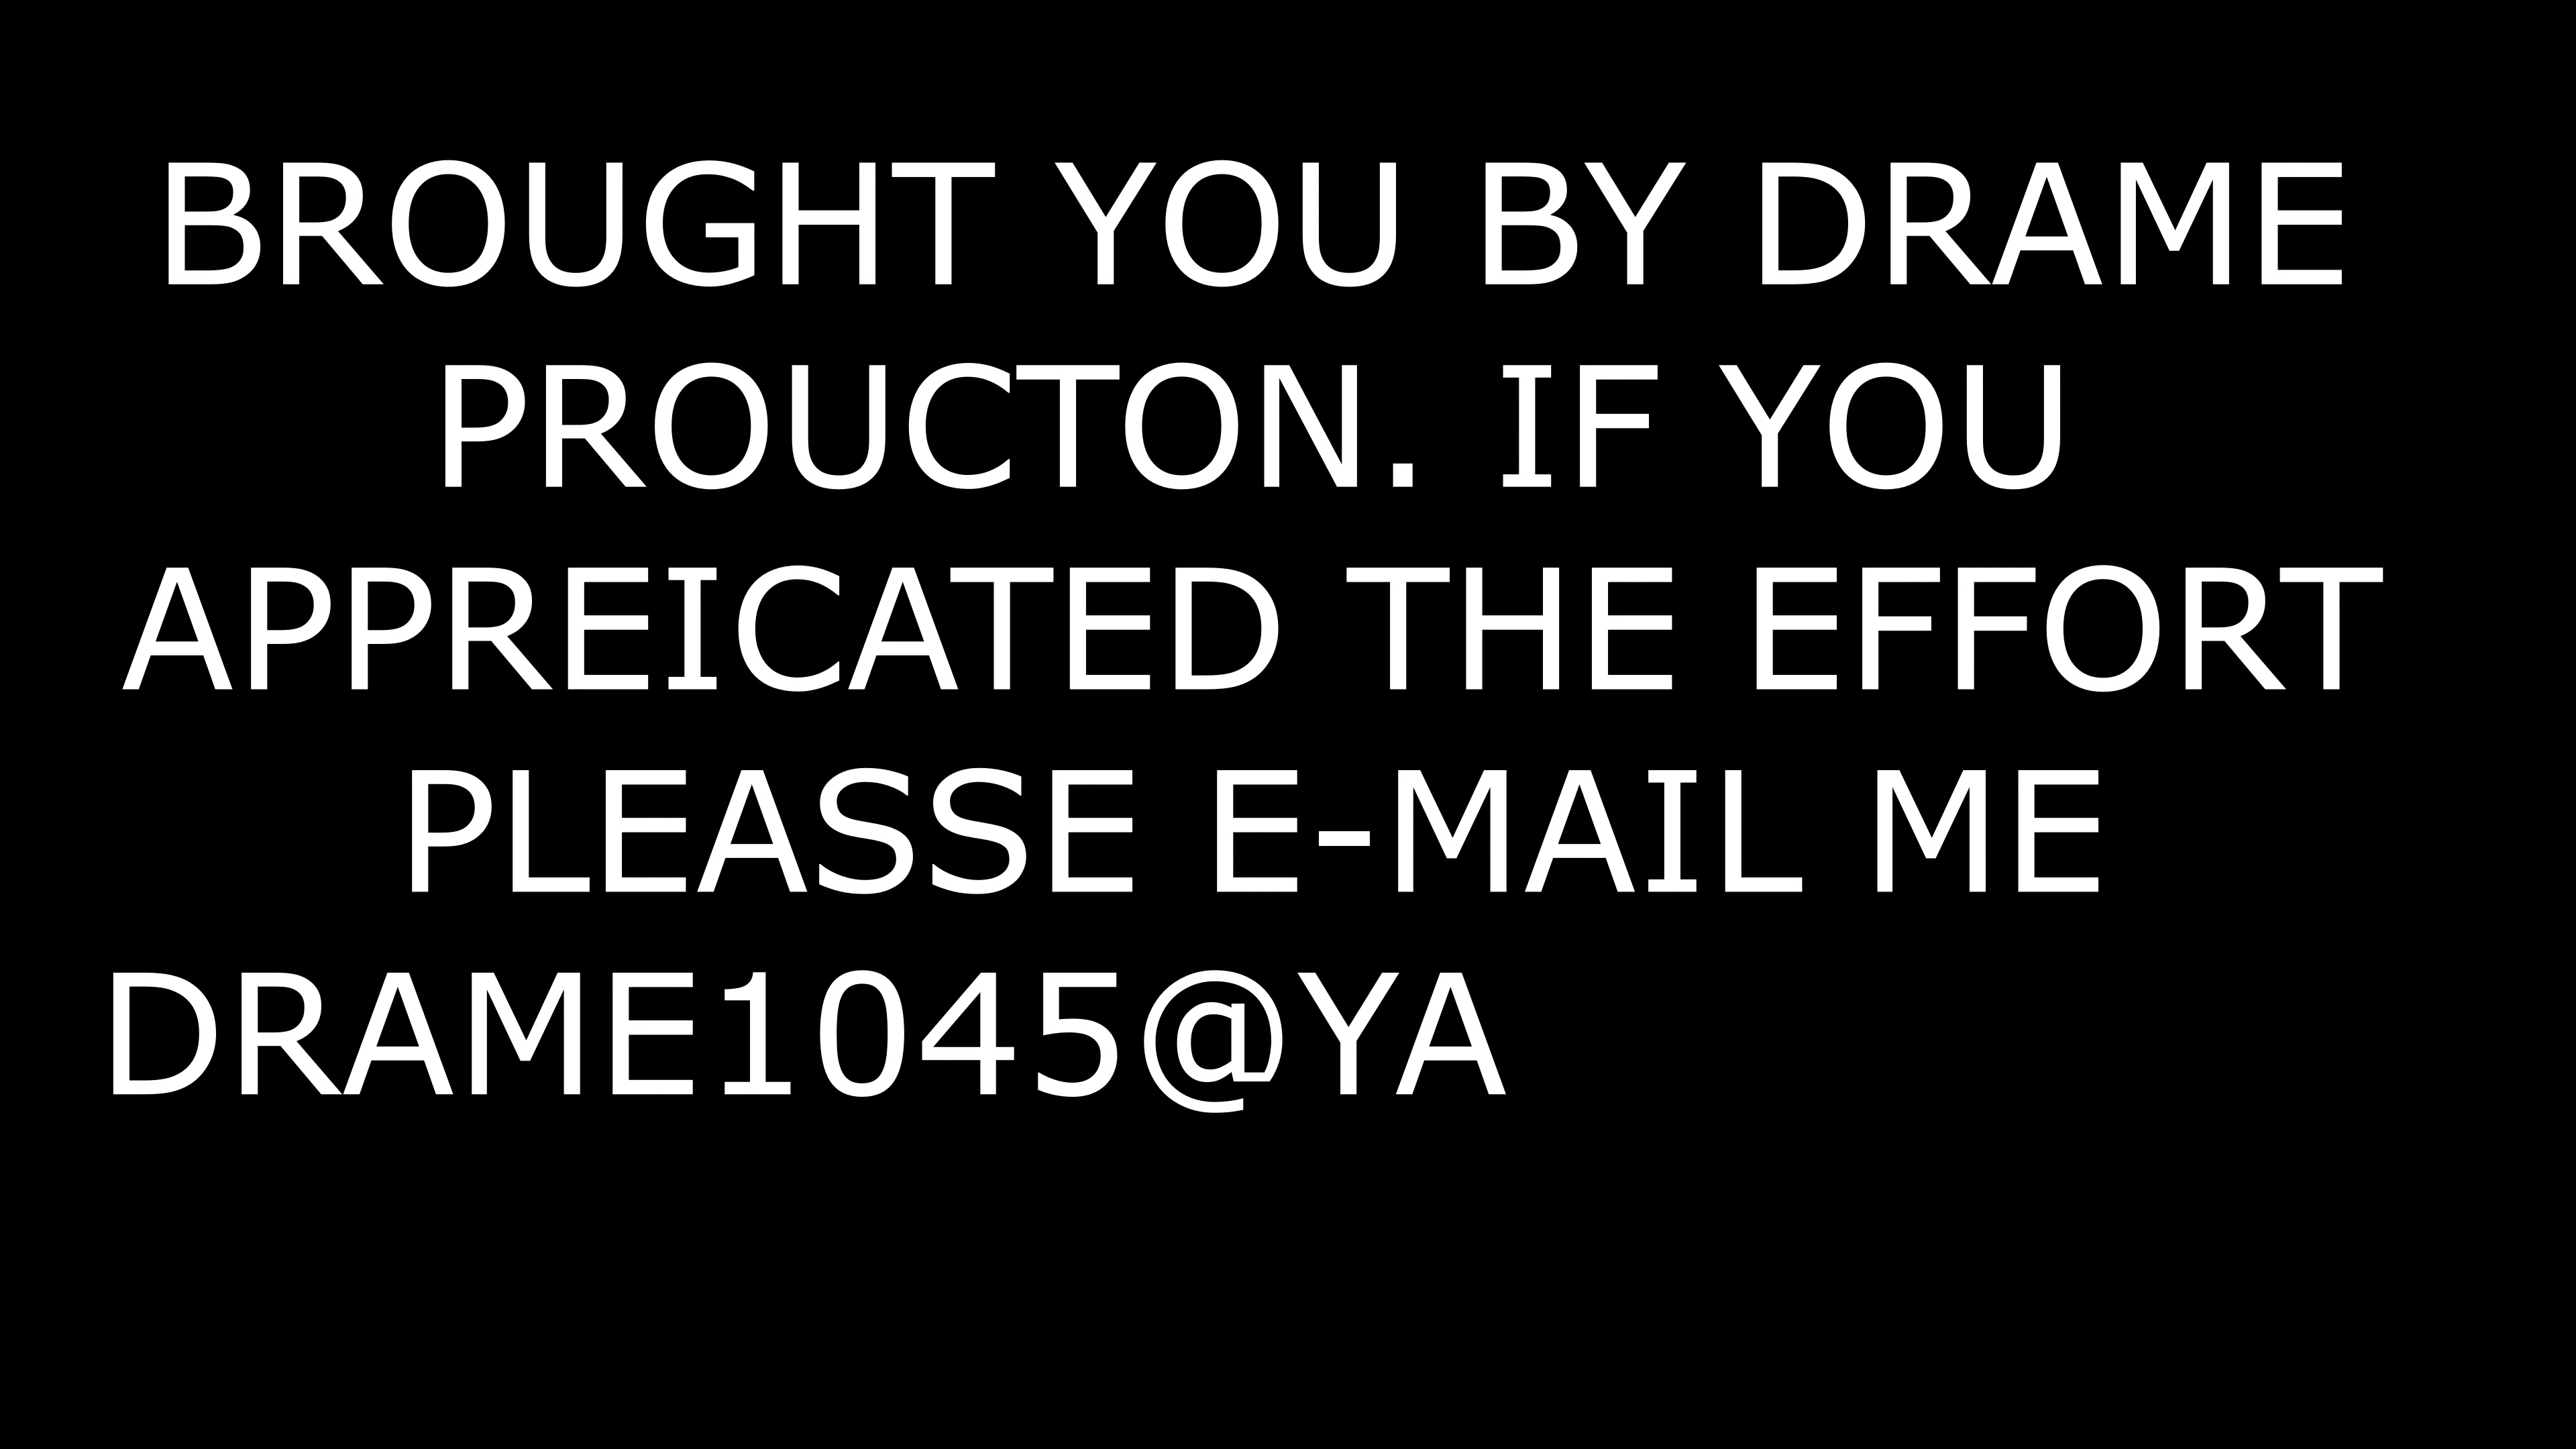 BROUGHT YOU BY DRAME
PROUCTON. IF YOU
APPREICATED THE EFFORT
PLEASSE E-MAIL ME
DRAME1045@YA